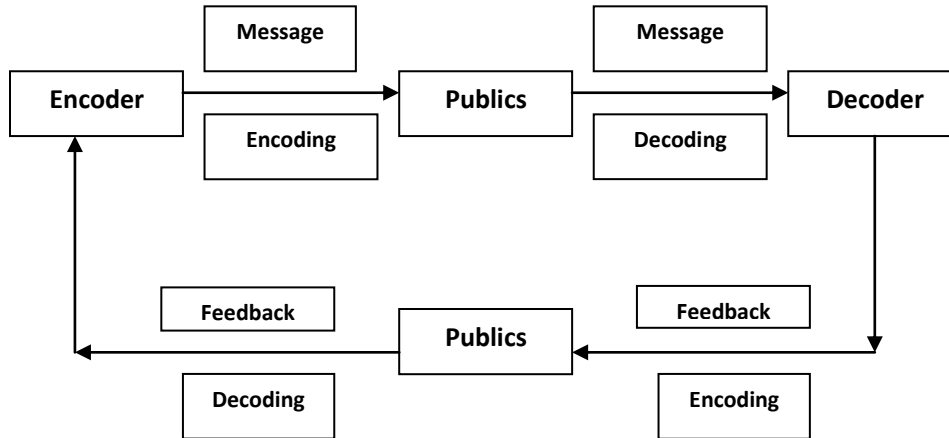 Message
Message
Encoder
Publics
Decoder
Encoding
Decoding
Feedback
Feedback
Publics
Decoding
Encoding